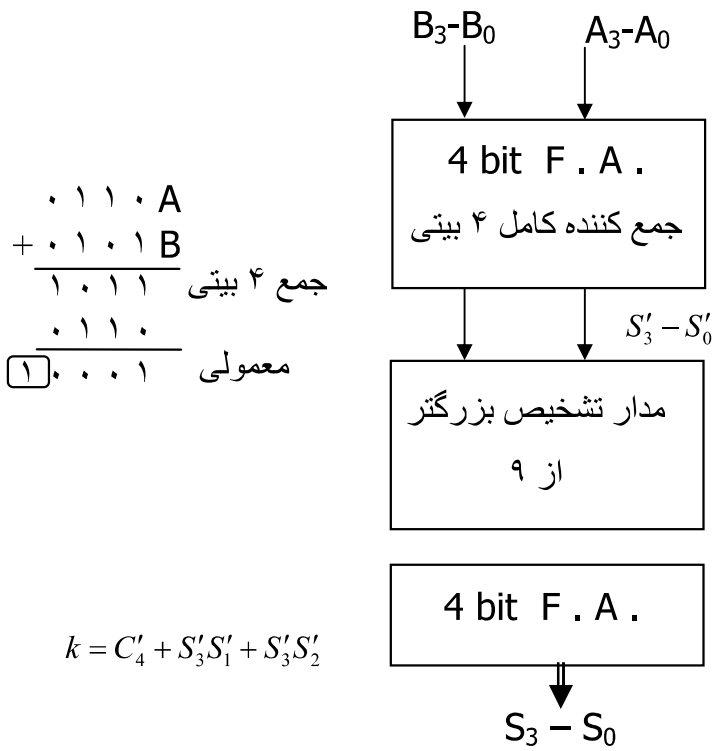 B₃-B₀ A₃-A₀
4 bit F . A .
جمع کننده کامل ۴ بیتی
۰ ۱ ۱ ۰ A
+ ۰ ۱ ۰ ۱ B
۱ ۰ ۱ ۱ جمع ۴ بیتی
۰ ۱ ۱ ۰
۱ ۰ ۰ ۰ ۱ معمولی
S′₃ − S′₀
مدار تشخیص بزرگتر
از ۹
4 bit F . A .
k = C′₄ + S′₃S′₁ + S′₃S′₂
S₃ – S₀